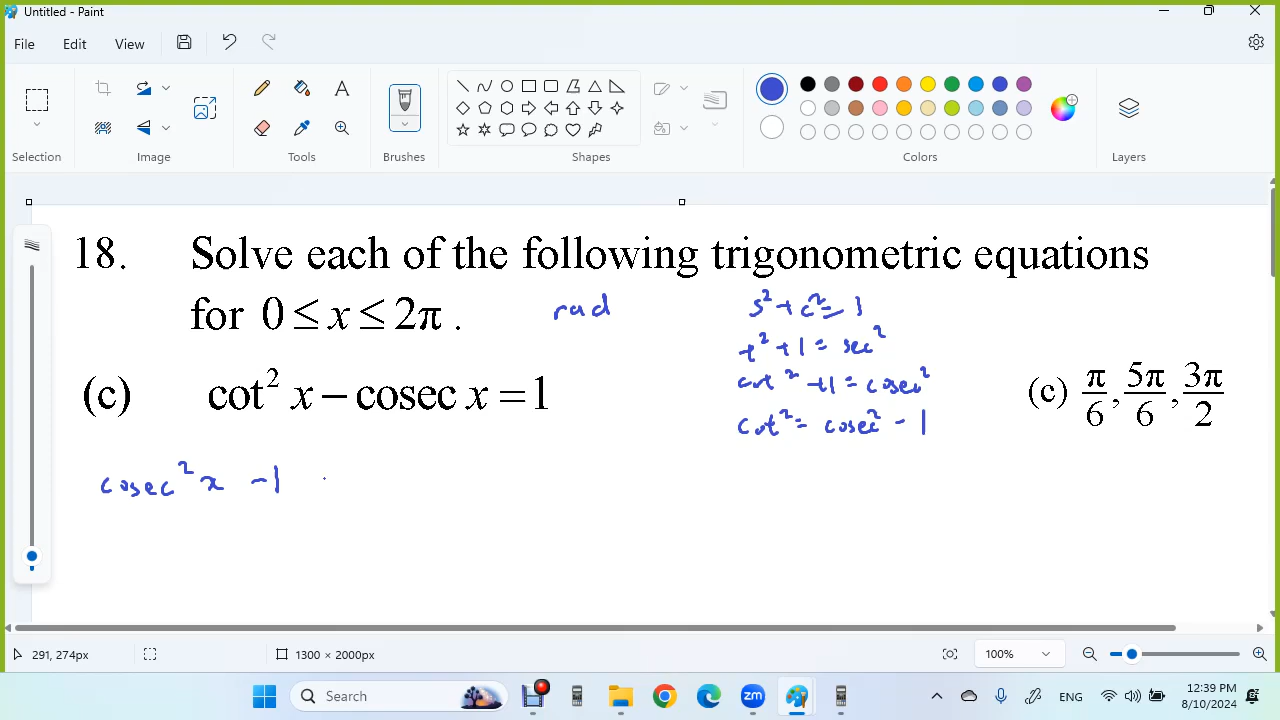 Untitled - Paint
File Edit View
Selection Image Tools Brushes Shapes Colors Layers
18. Solve each of the following trigonometric equations
for 0 ≤ x ≤ 2π . rad s² + c² = 1
t² + 1 = sec²
(c) cot² x − cosec x = 1 cot² + 1 = cosec² (c) π/6, 5π/6, 3π/2
cot² = cosec² - 1
cosec² x - 1
291, 274px 1300 × 2000px 100%
Search zm ENG 12:39 PM
8/10/2024